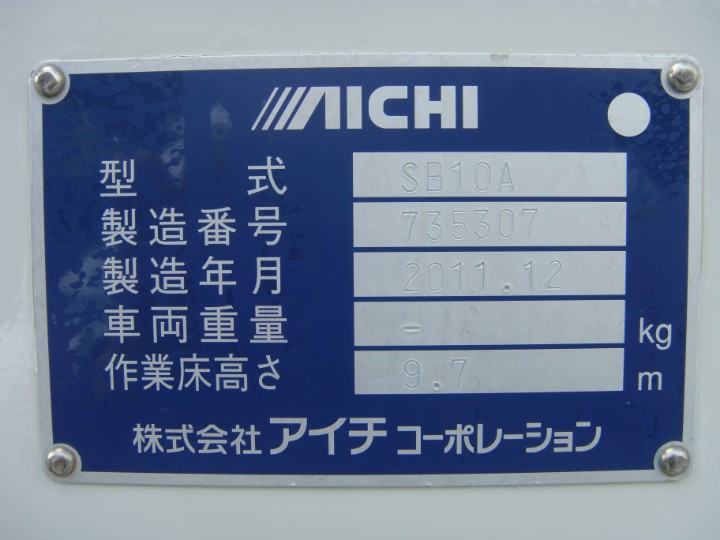 AICHI
型式 SB10A
製造番号 735307
製造年月 2011.12
車両重量 - kg
作業床高さ 9.7 m
株式会社アイチコーポレーション